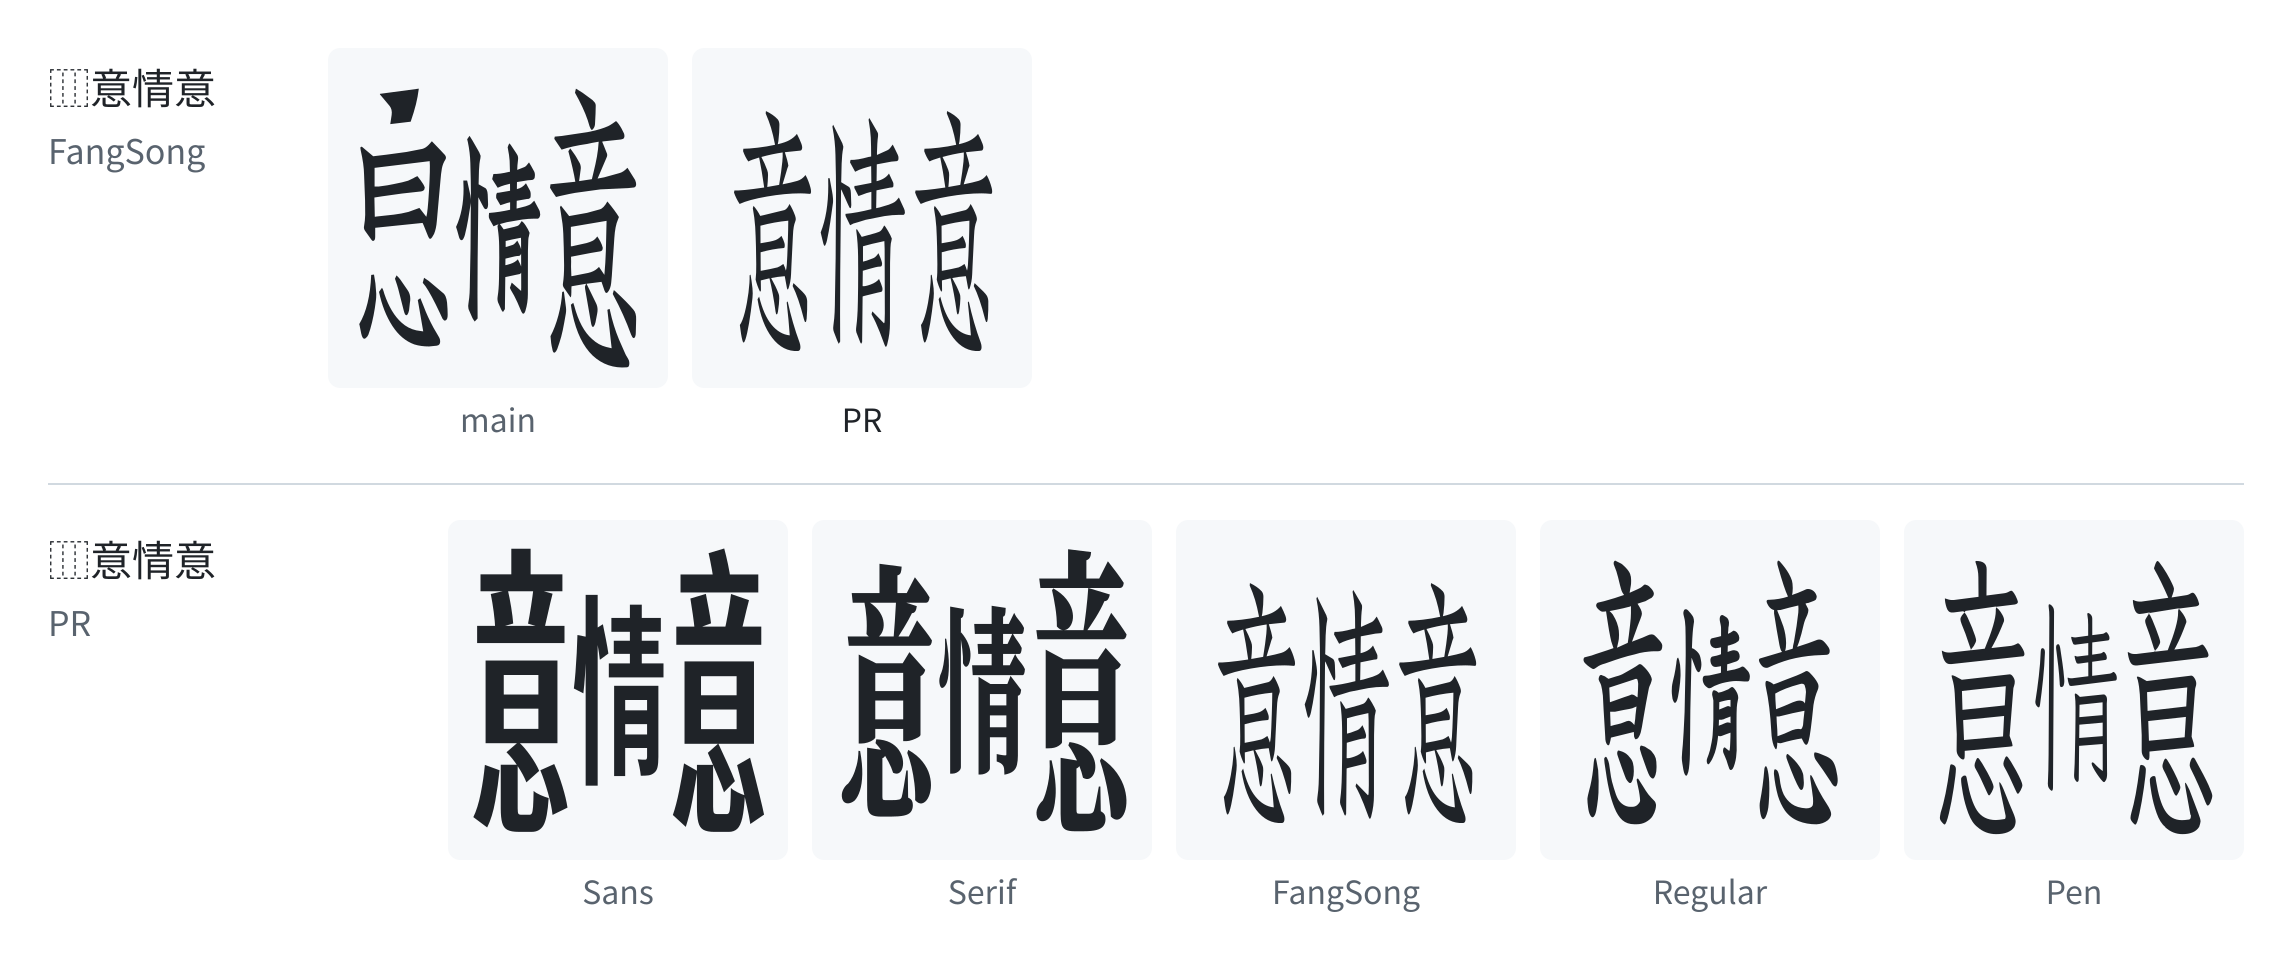 ⿲意情意
FangSong
情意 意情意
main PR
⿲意情意
PR
意情意 意情意 意情意 意情意 意情意
Sans Serif FangSong Regular Pen